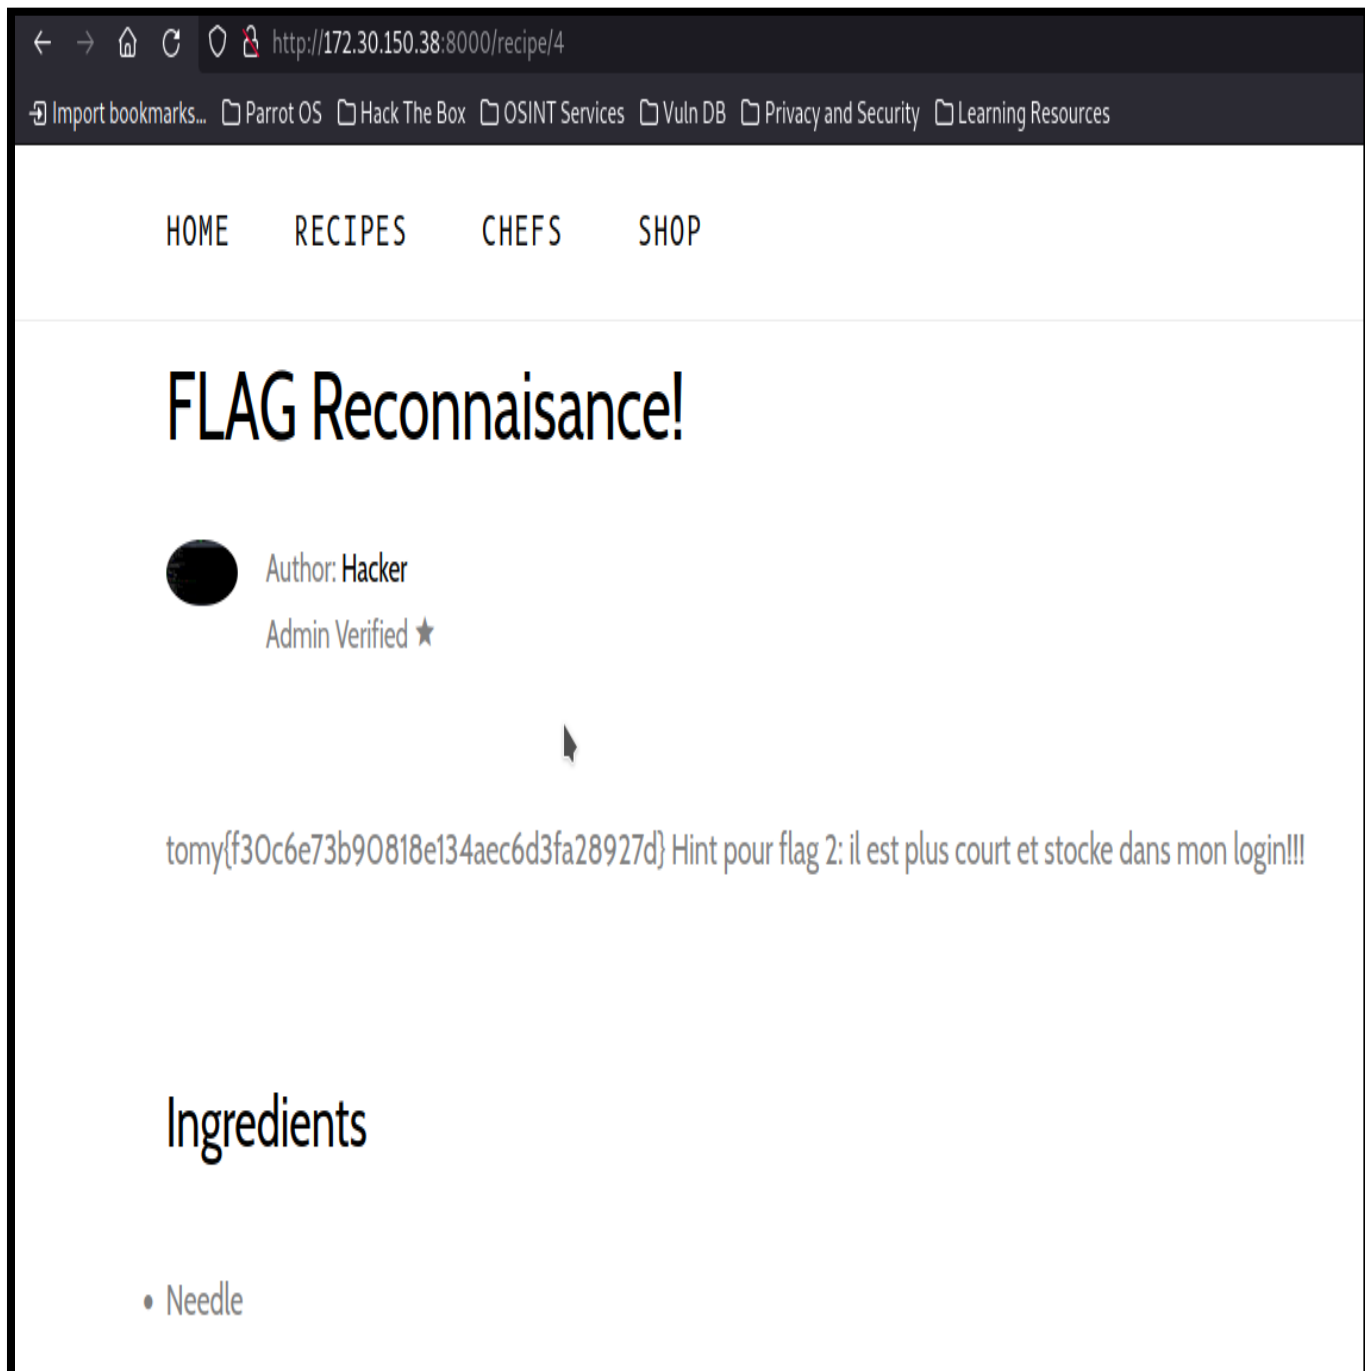 http://172.30.150.38:8000/recipe/4
Import bookmarks... Parrot OS Hack The Box OSINT Services Vuln DB Privacy and Security Learning Resources
HOME RECIPES CHEFS SHOP
FLAG Reconnaisance!
Author: Hacker
Admin Verified ★
tomy{f30c6e73b90818e134aec6d3fa28927d} Hint pour flag 2: il est plus court et stocke dans mon login!!!
Ingredients
• Needle